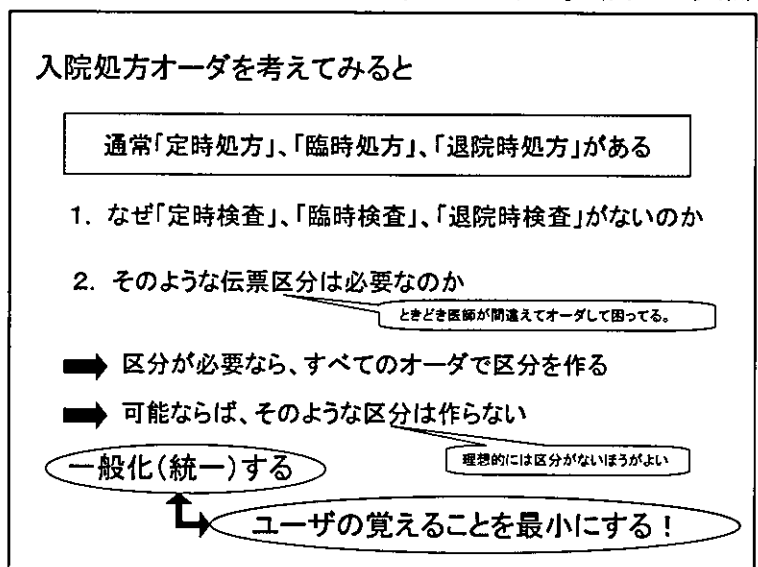 入院処方オーダを考えてみると
通常「定時処方」、「臨時処方」、「退院時処方」がある
1. なぜ「定時検査」、「臨時検査」、「退院時検査」がないのか
2. そのような伝票区分は必要なのか
ときどき医師が間違えてオーダして困ってる。
➡ 区分が必要なら、すべてのオーダで区分を作る
➡ 可能ならば、そのような区分は作らない
理想的には区分がないほうがよい
一般化(統一)する
ユーザの覚えることを最小にする!